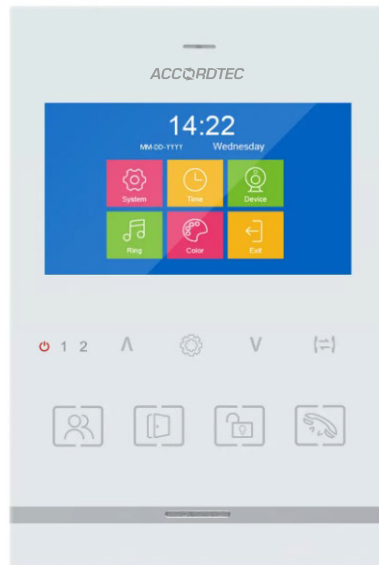 ACCORDTEC
14:22
MM-DD-YYYY Wednesday
System Time Device
Ring Color Exit
1 2